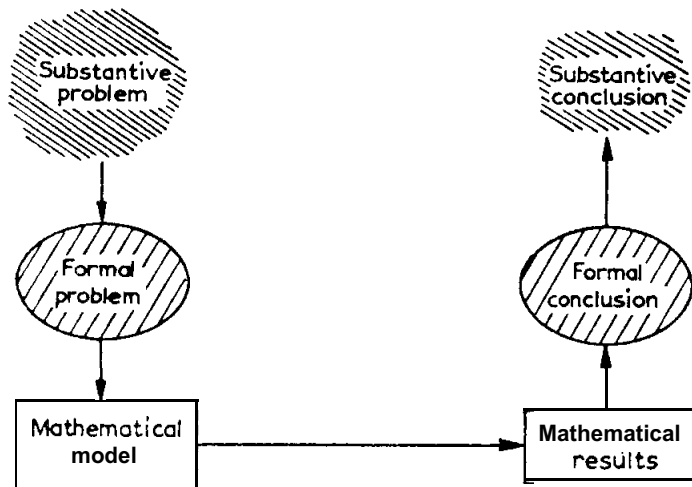 Substantive
problem
Substantive
conclusion
Formal
problem
Formal
conclusion
Mathematical
model
Mathematical
results